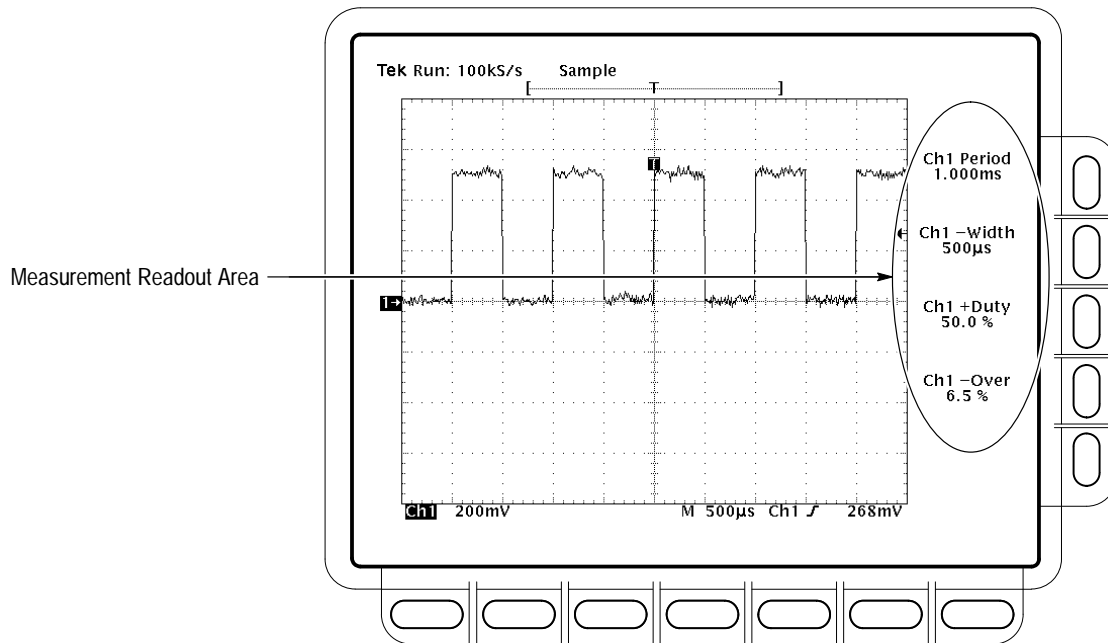 Tek Run: 100kS/s Sample
[ T ]
T
Ch1 Period
1.000ms
Ch1 −Width
500µs
Measurement Readout Area
1→
Ch1 +Duty
50.0 %
Ch1 −Over
6.5 %
Ch1 200mV M 500µs Ch1 ƒ 268mV